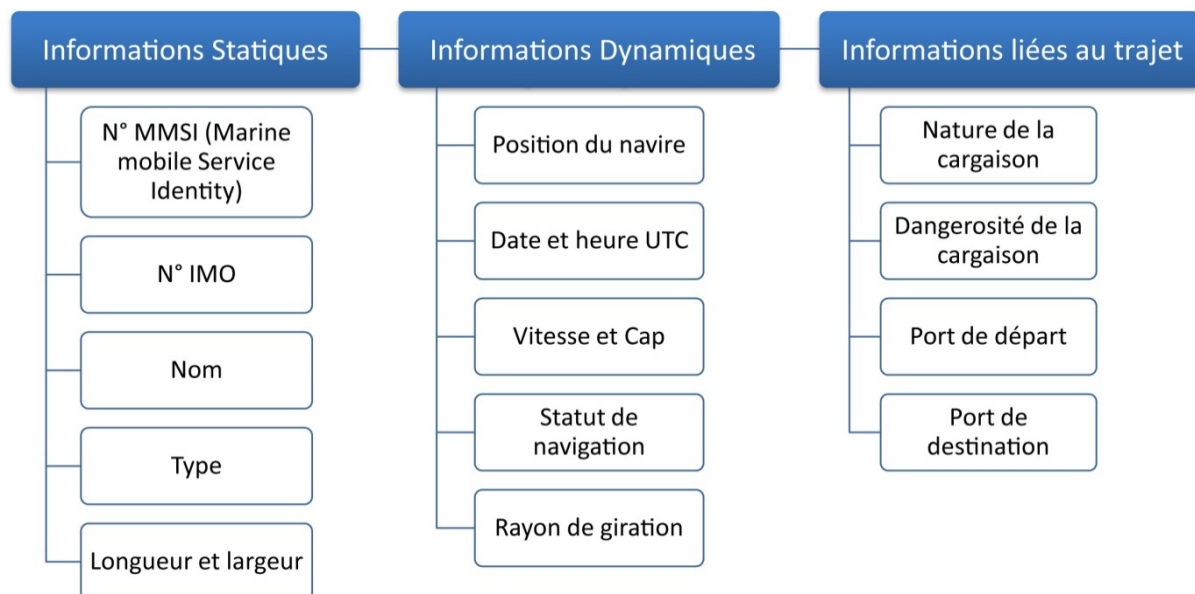 Informations Statiques
N° MMSI (Marine
mobile Service
Identity)
N° IMO
Nom
Type
Longueur et largeur
Informations Dynamiques
Position du navire
Date et heure UTC
Vitesse et Cap
Statut de
navigation
Rayon de giration
Informations liées au trajet
Nature de la
cargaison
Dangerosité de la
cargaison
Port de départ
Port de
destination